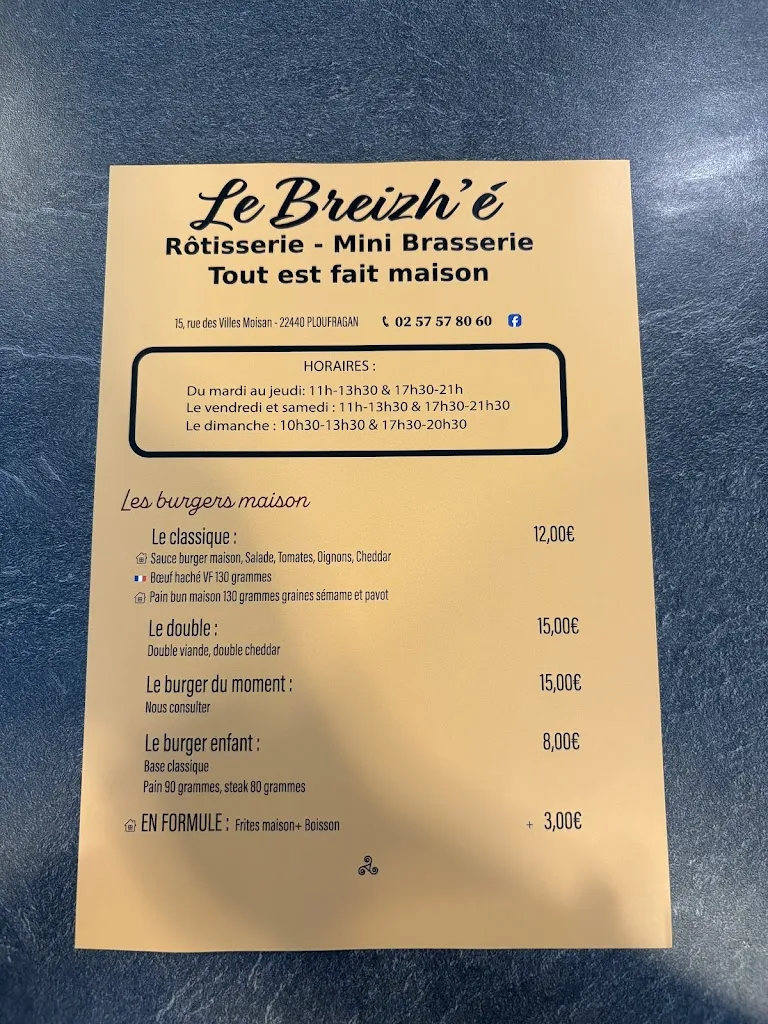 Le Breizh'é
Rôtisserie - Mini Brasserie
Tout est fait maison
15, rue des Villes Moisan - 22440 PLOUFRAGAN 02 57 57 80 60
HORAIRES :
Du mardi au jeudi: 11h-13h30 & 17h30-21h
Le vendredi et samedi : 11h-13h30 & 17h30-21h30
Le dimanche : 10h30-13h30 & 17h30-20h30
Les burgers maison
Le classique : 12,00€
Sauce burger maison, Salade, Tomates, Oignons, Cheddar
Bœuf haché VF 130 grammes
Pain bun maison 130 grammes graines sémame et pavot
Le double : 15,00€
Double viande, double cheddar
Le burger du moment : 15,00€
Nous consulter
Le burger enfant : 8,00€
Base classique
Pain 90 grammes, steak 80 grammes
EN FORMULE : Frites maison+ Boisson + 3,00€